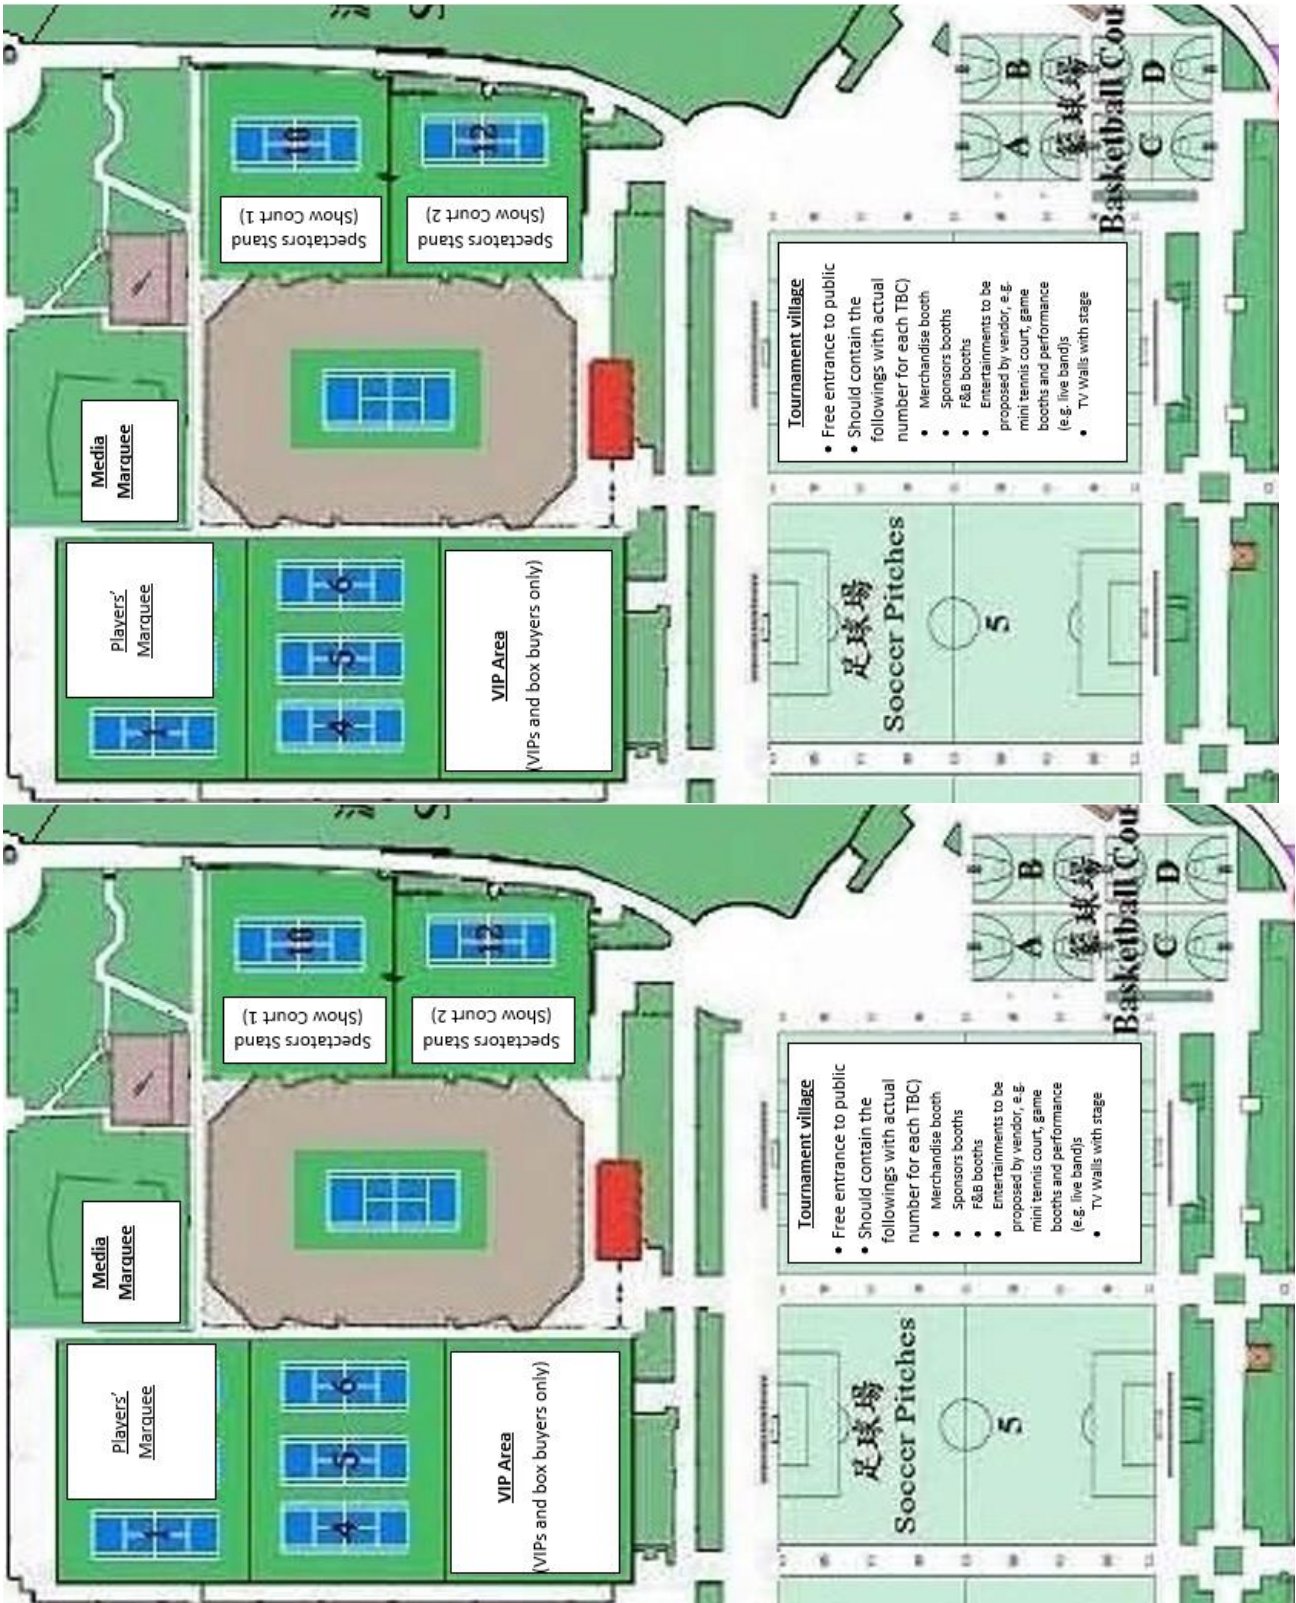 10
12
Spectators Stand
(Show Court 1)
Spectators Stand
(Show Court 2)
B
D
A
C
籃球場
Basketball Cou
Media
Marquee
Tournament village
• Free entrance to public
• Should contain the
followings with actual
number for each TBC)
• Merchandise booth
• Sponsors booths
• F&B booths
• Entertainments to be
proposed by vendor, e.g.
mini tennis court, game
booths and performance
(e.g. live band)s
• TV Walls with stage
Players'
Marquee
1
6
5
4
VIP Area
(VIPs and box buyers only)
足球場
Soccer Pitches
5
10
12
Spectators Stand
(Show Court 1)
Spectators Stand
(Show Court 2)
B
D
A
C
籃球場
Basketball Cou
Media
Marquee
Tournament village
• Free entrance to public
• Should contain the
followings with actual
number for each TBC)
• Merchandise booth
• Sponsors booths
• F&B booths
• Entertainments to be
proposed by vendor, e.g.
mini tennis court, game
booths and performance
(e.g. live band)s
• TV Walls with stage
Players'
Marquee
1
6
5
4
VIP Area
(VIPs and box buyers only)
足球場
Soccer Pitches
5